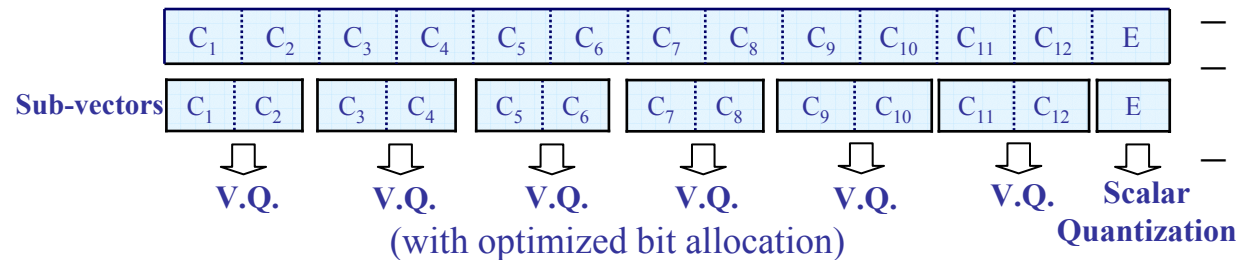 C₁ C₂ C₃ C₄ C₅ C₆ C₇ C₈ C₉ C₁₀ C₁₁ C₁₂ E
Sub-vectors C₁ C₂ C₃ C₄ C₅ C₆ C₇ C₈ C₉ C₁₀ C₁₁ C₁₂ E
V.Q. V.Q. V.Q. V.Q. V.Q. V.Q. Scalar
Quantization
(with optimized bit allocation)